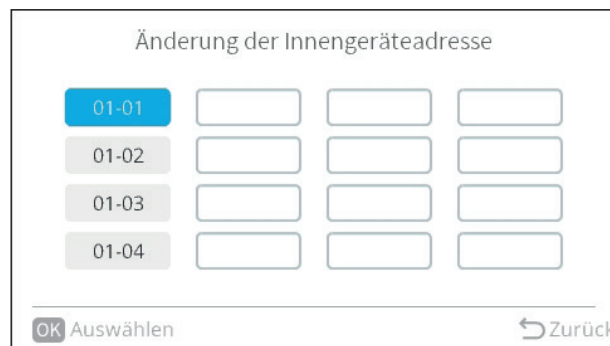 Änderung der Innengeräteadresse
01-01
01-02
01-03
01-04
OK Auswählen
Zurück